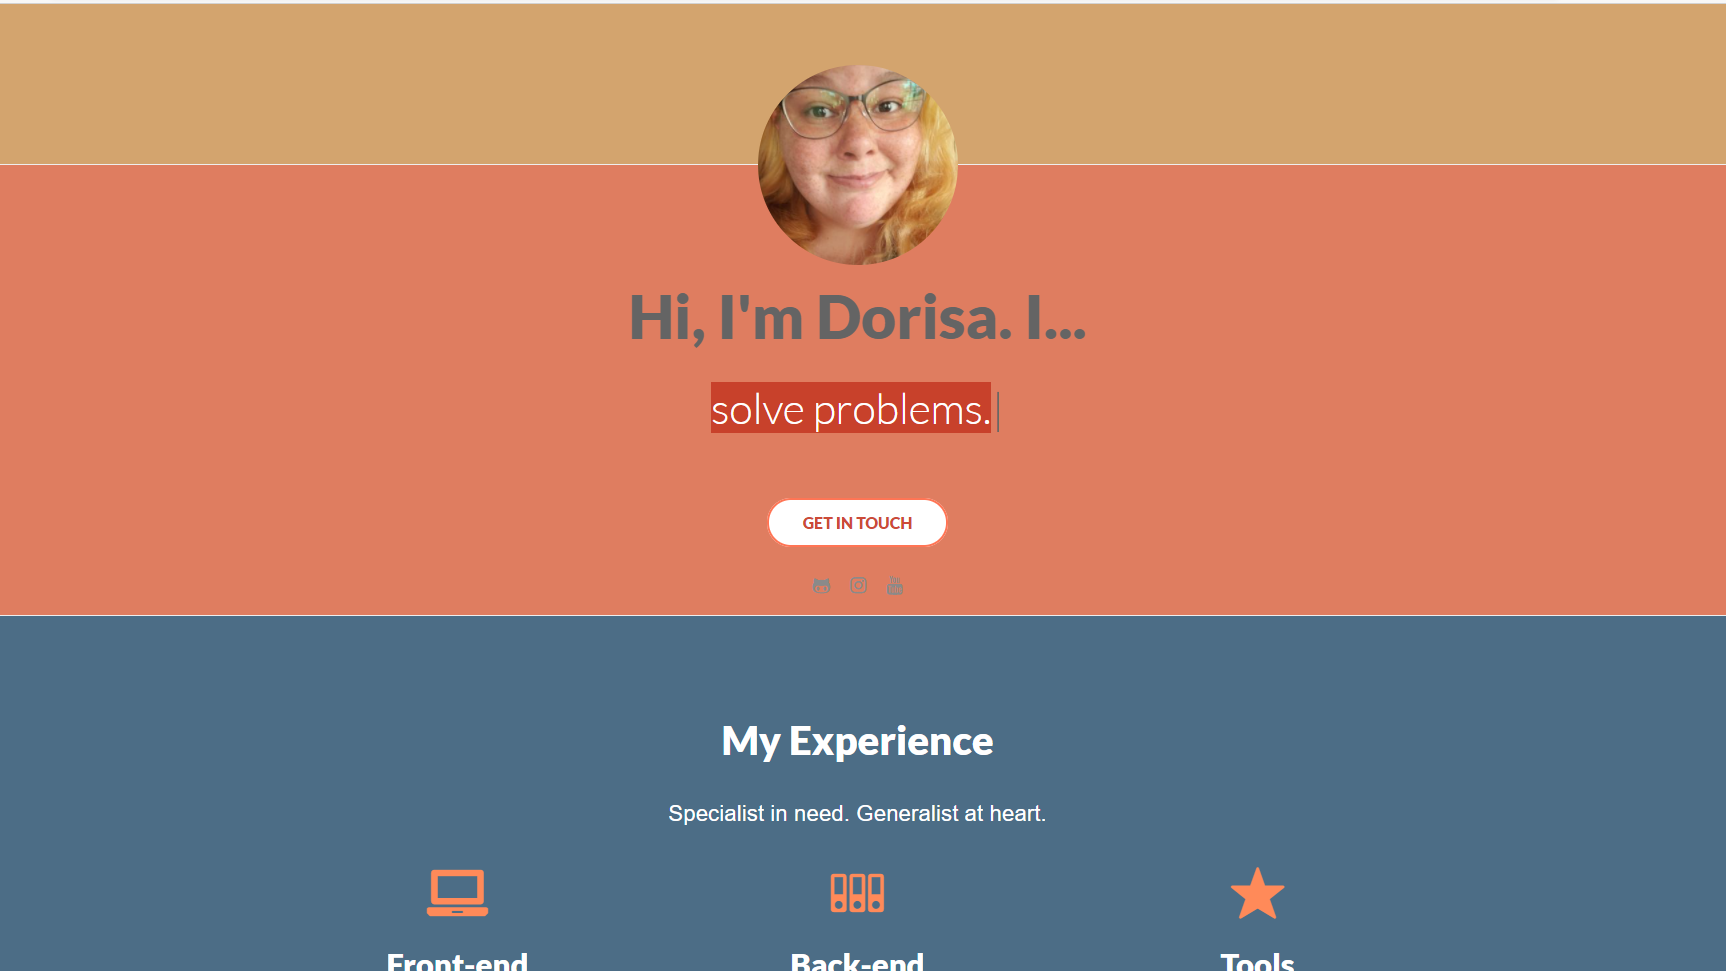 Hi, I'm Dorisa. I...
solve problems.
GET IN TOUCH
My Experience
Specialist in need. Generalist at heart.
Front-end
Back-end
Tools